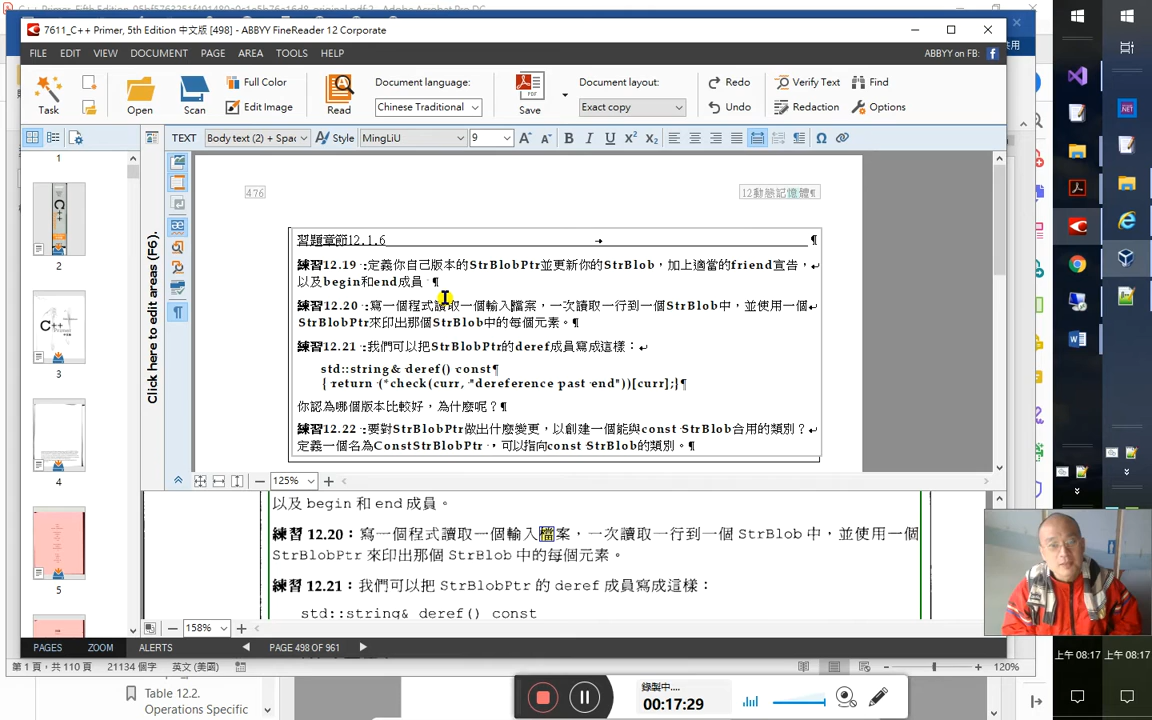 7611_C++ Primer, 5th Edition 中文版 [498] - ABBYY FineReader 12 Corporate
FILE EDIT VIEW DOCUMENT PAGE AREA TOOLS HELP
ABBYY on FB:
Task Open Scan Full Color Edit Image Read
Document language:
Chinese Traditional
Save
Document layout:
Exact copy
Redo Undo Verify Text Redaction Find Options
TEXT Body text (2) + Spac Style MingLiU 9
476 12動態記憶體¶
習題章節12.1.6 ¶
練習12.19 :定義你自己版本的StrBlobPtr並更新你的StrBlob，加上適當的friend宣告，
以及begin和end成員 ¶
練習12.20 :寫一個程式讀取一個輸入檔案，一次讀取一行到一個StrBlob中，並使用一個
StrBlobPtr來印出那個StrBlob中的每個元素。¶
練習12.21 :我們可以把StrBlobPtr的deref成員寫成這樣：
std::string& deref() const¶
{ return (*check(curr, "dereference past end"))[curr];}¶
你認為哪個版本比較好，為什麼呢？¶
練習12.22 :要對StrBlobPtr做出什麼變更，以創建一個能與const StrBlob合用的類別？
定義一個名為ConstStrBlobPtr ，可以指向const StrBlob的類別。¶
125%
以及 begin 和 end 成員。
練習 12.20：寫一個程式讀取一個輸入檔案，一次讀取一行到一個 StrBlob 中，並使用一個
StrBlobPtr 來印出那個 StrBlob 中的每個元素。
練習 12.21：我們可以把 StrBlobPtr 的 deref 成員寫成這樣：
std::string& deref() const
158%
Click here to edit areas (F6).
1
2
3
4
5
PAGES ZOOM ALERTS PAGE 498 OF 961
第 1 頁，共 110 頁 21134 個字 英文 (美國) 120%
Table 12.2.
Operations Specific
錄製中....
00:17:29
上午 08:17 上午 08:17